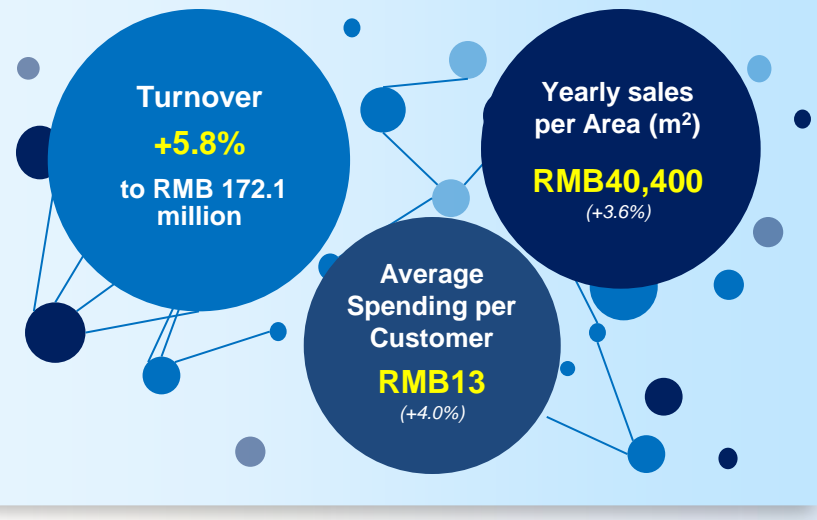 Turnover
+5.8%
to RMB 172.1
million
Yearly sales
per Area (m²)
RMB40,400
(+3.6%)
Average
Spending per
Customer
RMB13
(+4.0%)